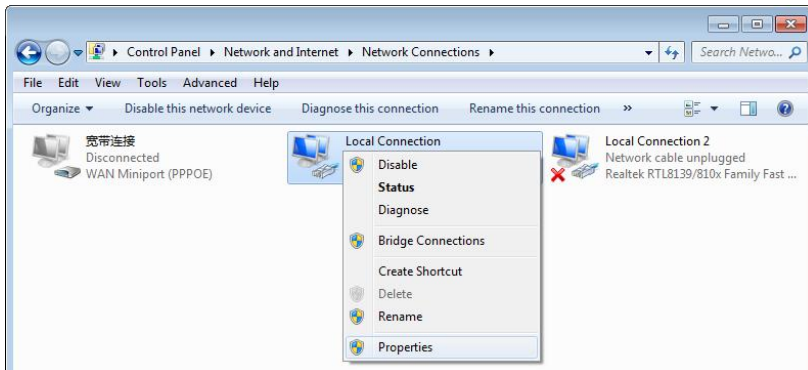 Control Panel ▸ Network and Internet ▸ Network Connections ▸
Search Netwo...
File Edit View Tools Advanced Help
Organize Disable this network device Diagnose this connection Rename this connection »
宽带连接
Disconnected
WAN Miniport (PPPOE)
Local Connection
Disable
Status
Diagnose
Bridge Connections
Create Shortcut
Delete
Rename
Properties
Local Connection 2
Network cable unplugged
Realtek RTL8139/810x Family Fast ...